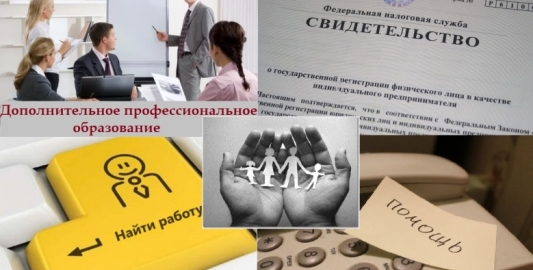 Дополнительное профессиональное
образование
Федеральная налоговая служба
СВИДЕТЕЛЬСТВО
о государственной регистрации физического лица в качестве
индивидуального предпринимателя
Настоящим подтверждается, что в соответствии с Федеральным Законом
Найти работу
помощь